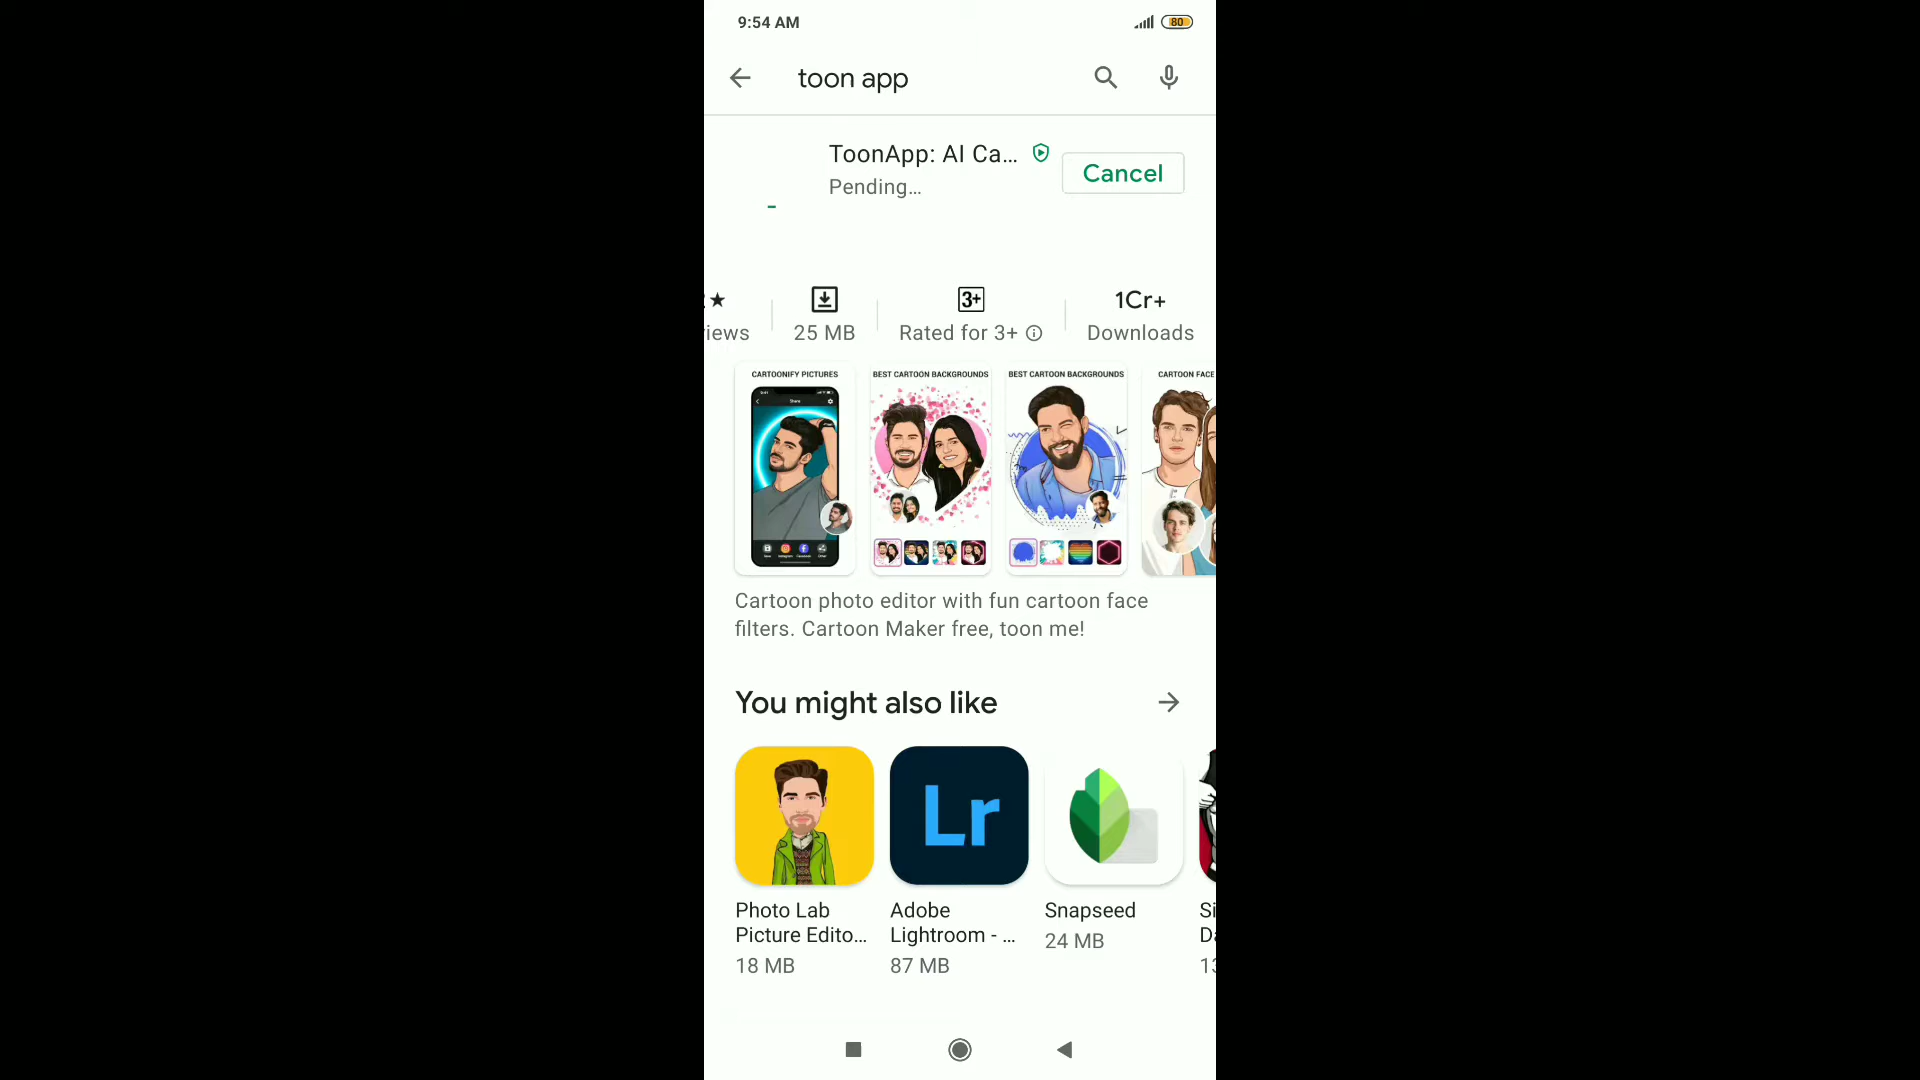 9:54 AM
80
toon app
ToonApp: AI Ca...
Pending...
Cancel
★
3+
1Cr+
iews
25 MB
Rated for 3+
Downloads
CARTOONIFY PICTURES
BEST CARTOON BACKGROUNDS
BEST CARTOON BACKGROUNDS
CARTOON FACE
Share
Cartoon photo editor with fun cartoon face
filters. Cartoon Maker free, toon me!
You might also like
Lr
Photo Lab
Picture Edito...
18 MB
Adobe
Lightroom - ...
87 MB
Snapseed
24 MB
Si
D
13